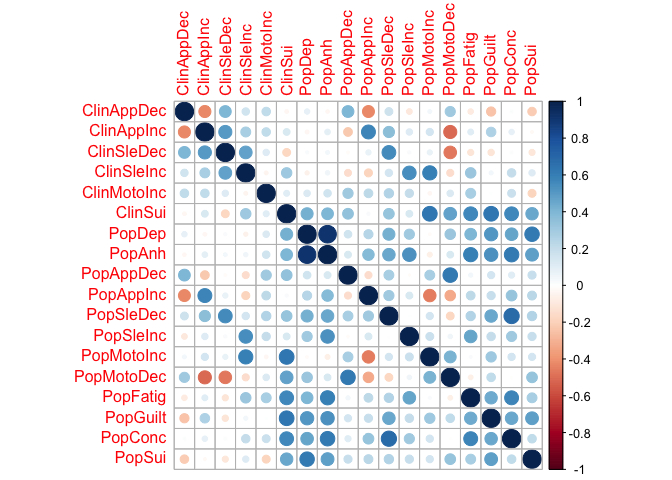 ClinAppDec
ClinAppInc
ClinSleDec
ClinSleInc
ClinMotoInc
ClinSui
PopDep
PopAnh
PopAppDec
PopAppInc
PopSleDec
PopSleInc
PopMotoInc
PopMotoDec
PopFatig
PopGuilt
PopConc
PopSui
ClinAppDec
ClinAppInc
ClinSleDec
ClinSleInc
ClinMotoInc
ClinSui
PopDep
PopAnh
PopAppDec
PopAppInc
PopSleDec
PopSleInc
PopMotoInc
PopMotoDec
PopFatig
PopGuilt
PopConc
PopSui
1
0.8
0.6
0.4
0.2
0
-0.2
-0.4
-0.6
-0.8
-1